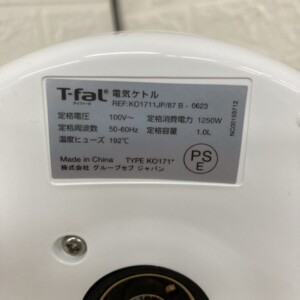 T-fal 電気ケトル
ティファール
REF:KO1711JP/87 B - 0623
定格電圧 100V～ 定格消費電力 1250W
定格周波数 50-60Hz 定格容量 1.0L
温度ヒューズ 192℃
Made in China TYPE KO171*
株式会社 グループセブ ジャパン
PS
E
NC00193712